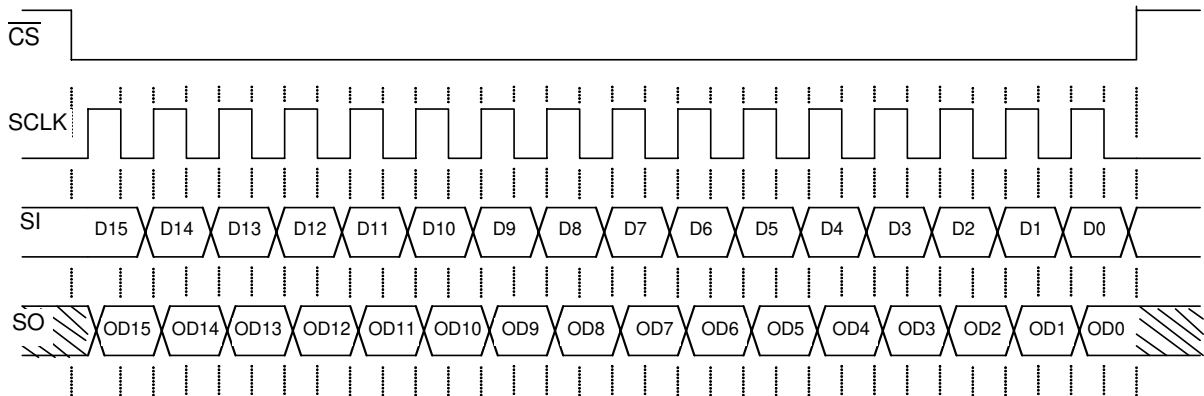 CS
SCLK
SI D15 D14 D13 D12 D11 D10 D9 D8 D7 D6 D5 D4 D3 D2 D1 D0
SO OD15 OD14 OD13 OD12 OD11 OD10 OD9 OD8 OD7 OD6 OD5 OD4 OD3 OD2 OD1 OD0